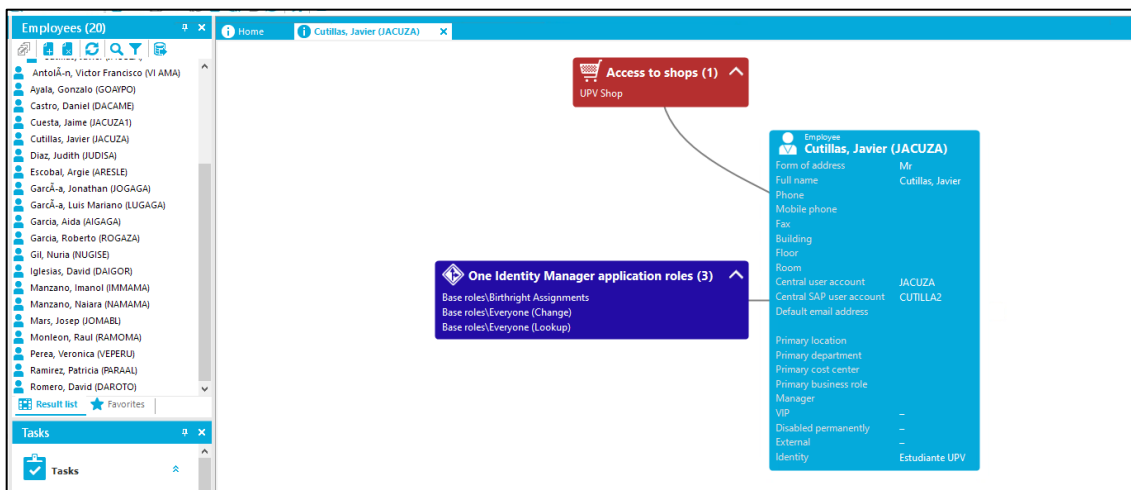 Employees (20)
Home
Cutillas, Javier (JACUZA)
AntolÃ-n, Victor Francisco (VI AMA)
Ayala, Gonzalo (GOAYPO)
Castro, Daniel (DACAME)
Cuesta, Jaime (JACUZA1)
Cutillas, Javier (JACUZA)
Diaz, Judith (JUDISA)
Escobal, Argie (ARESLE)
GarcÃ-a, Jonathan (JOGAGA)
GarcÃ-a, Luis Mariano (LUGAGA)
Garcia, Aida (AIGAGA)
Garcia, Roberto (ROGAZA)
Gil, Nuria (NUGISE)
Iglesias, David (DAIGOR)
Manzano, Imanol (IMMAMA)
Manzano, Naiara (NAMAMA)
Mars, Josep (JOMABL)
Monleon, Raul (RAMOMA)
Perea, Veronica (VEPERU)
Ramirez, Patricia (PARAAL)
Romero, David (DAROTO)
Result list
Favorites
Tasks
Tasks
Access to shops (1)
UPV Shop
One Identity Manager application roles (3)
Base roles\Birthright Assignments
Base roles\Everyone (Change)
Base roles\Everyone (Lookup)
Employee
Cutillas, Javier (JACUZA)
Form of address Mr
Full name Cutillas, Javier
Phone
Mobile phone
Fax
Building
Floor
Room
Central user account JACUZA
Central SAP user account CUTILLA2
Default email address
Primary location
Primary department
Primary cost center
Primary business role
Manager
VIP –
Disabled permanently –
External –
Identity Estudiante UPV